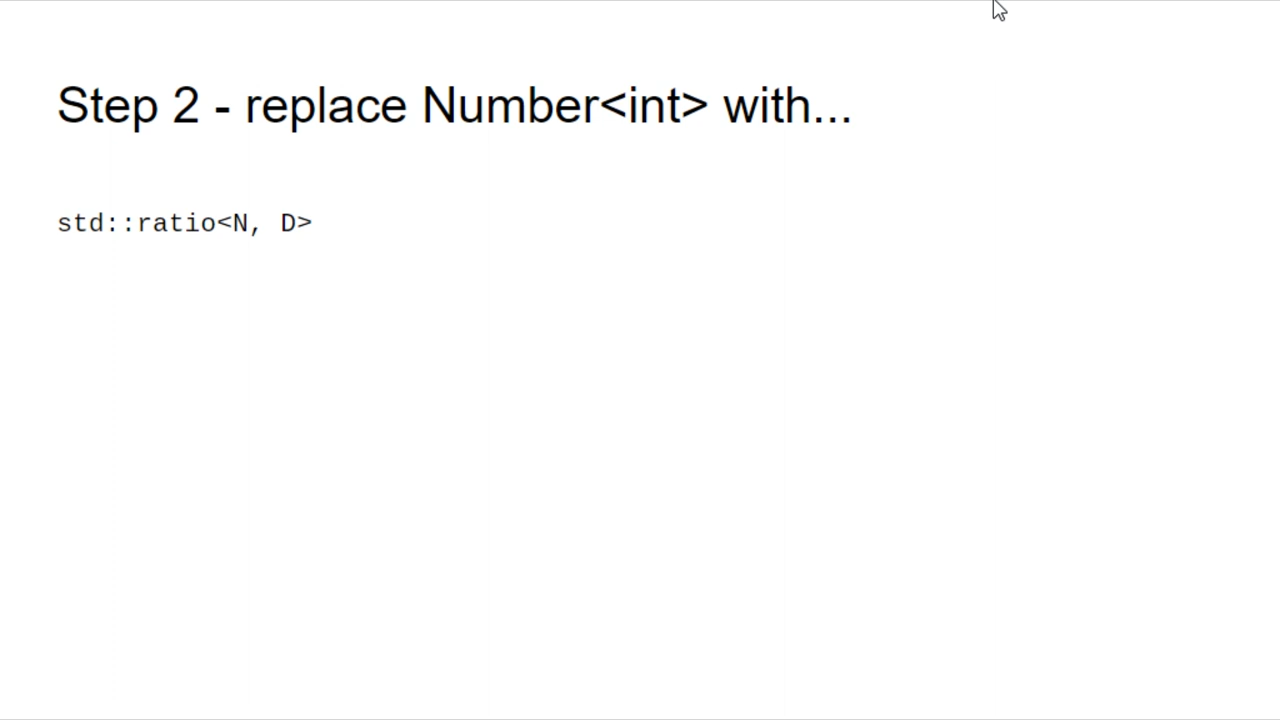 Step 2 - replace Number<int> with...
std::ratio<N, D>